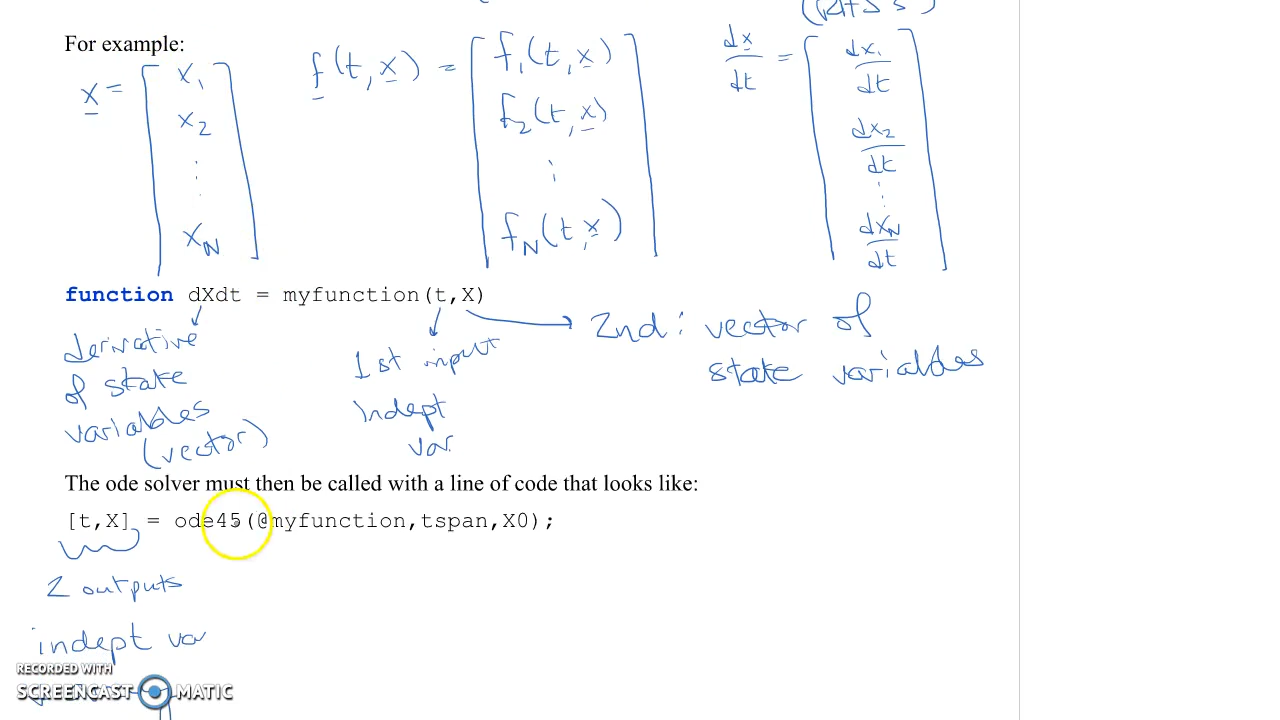 (RHS's)
For example:
x = [ x1 x2 ⋮ xN ]
f(t,x) = [ f1(t,x) f2(t,x) ⋮ fN(t,x) ]
dx/dt = [ dx1/dt dx2/dt ⋮ dxN/dt ]
function dXdt = myfunction(t,X)
derivative
of state
variables
(vector)
1st input
indept
var.
2nd: vector of
state variables
The ode solver must then be called with a line of code that looks like:
[t,X] = ode45(@myfunction,tspan,X0);
2 outputs
indept va
RECORDED WITH
SCREENCAST MATIC